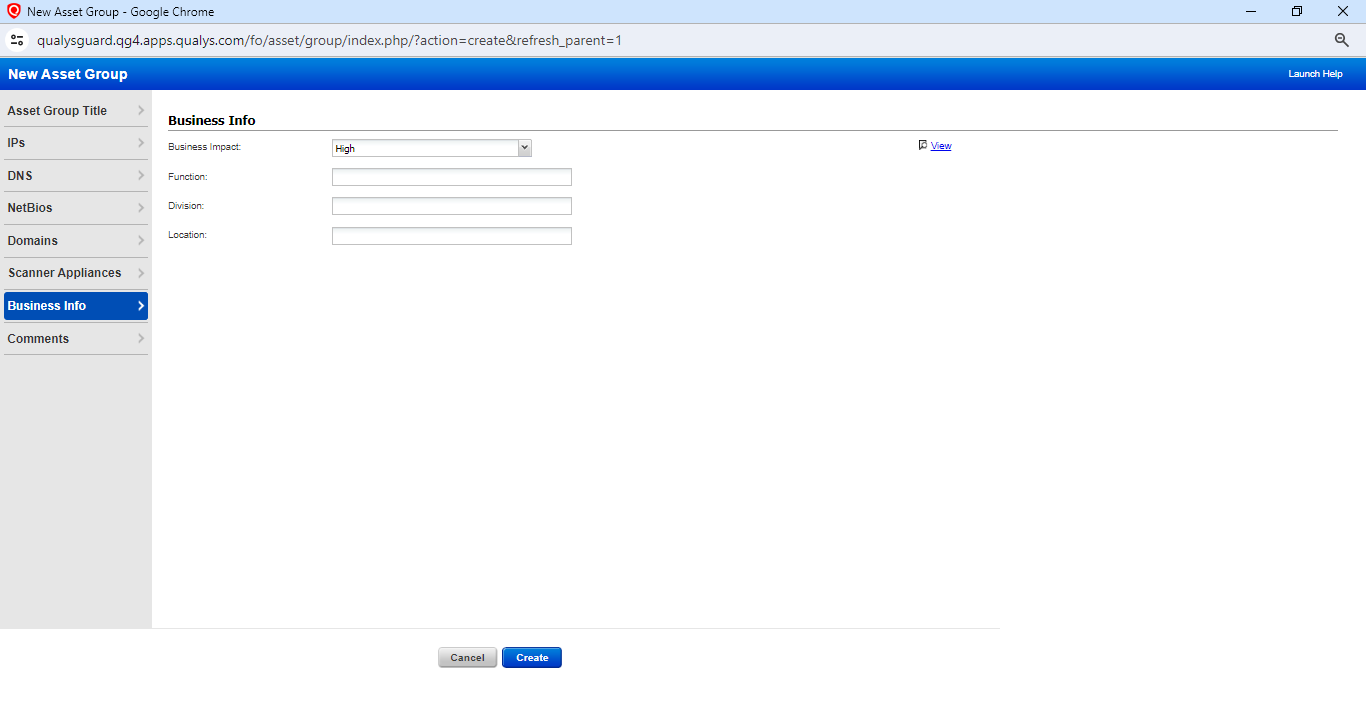 New Asset Group - Google Chrome
qualysguard.qg4.apps.qualys.com/fo/asset/group/index.php/?action=create&refresh_parent=1
New Asset Group
Launch Help
Asset Group Title
IPs
DNS
NetBios
Domains
Scanner Appliances
Business Info
Comments
Business Info
Business Impact:
High
View
Function:
Division:
Location:
Cancel
Create